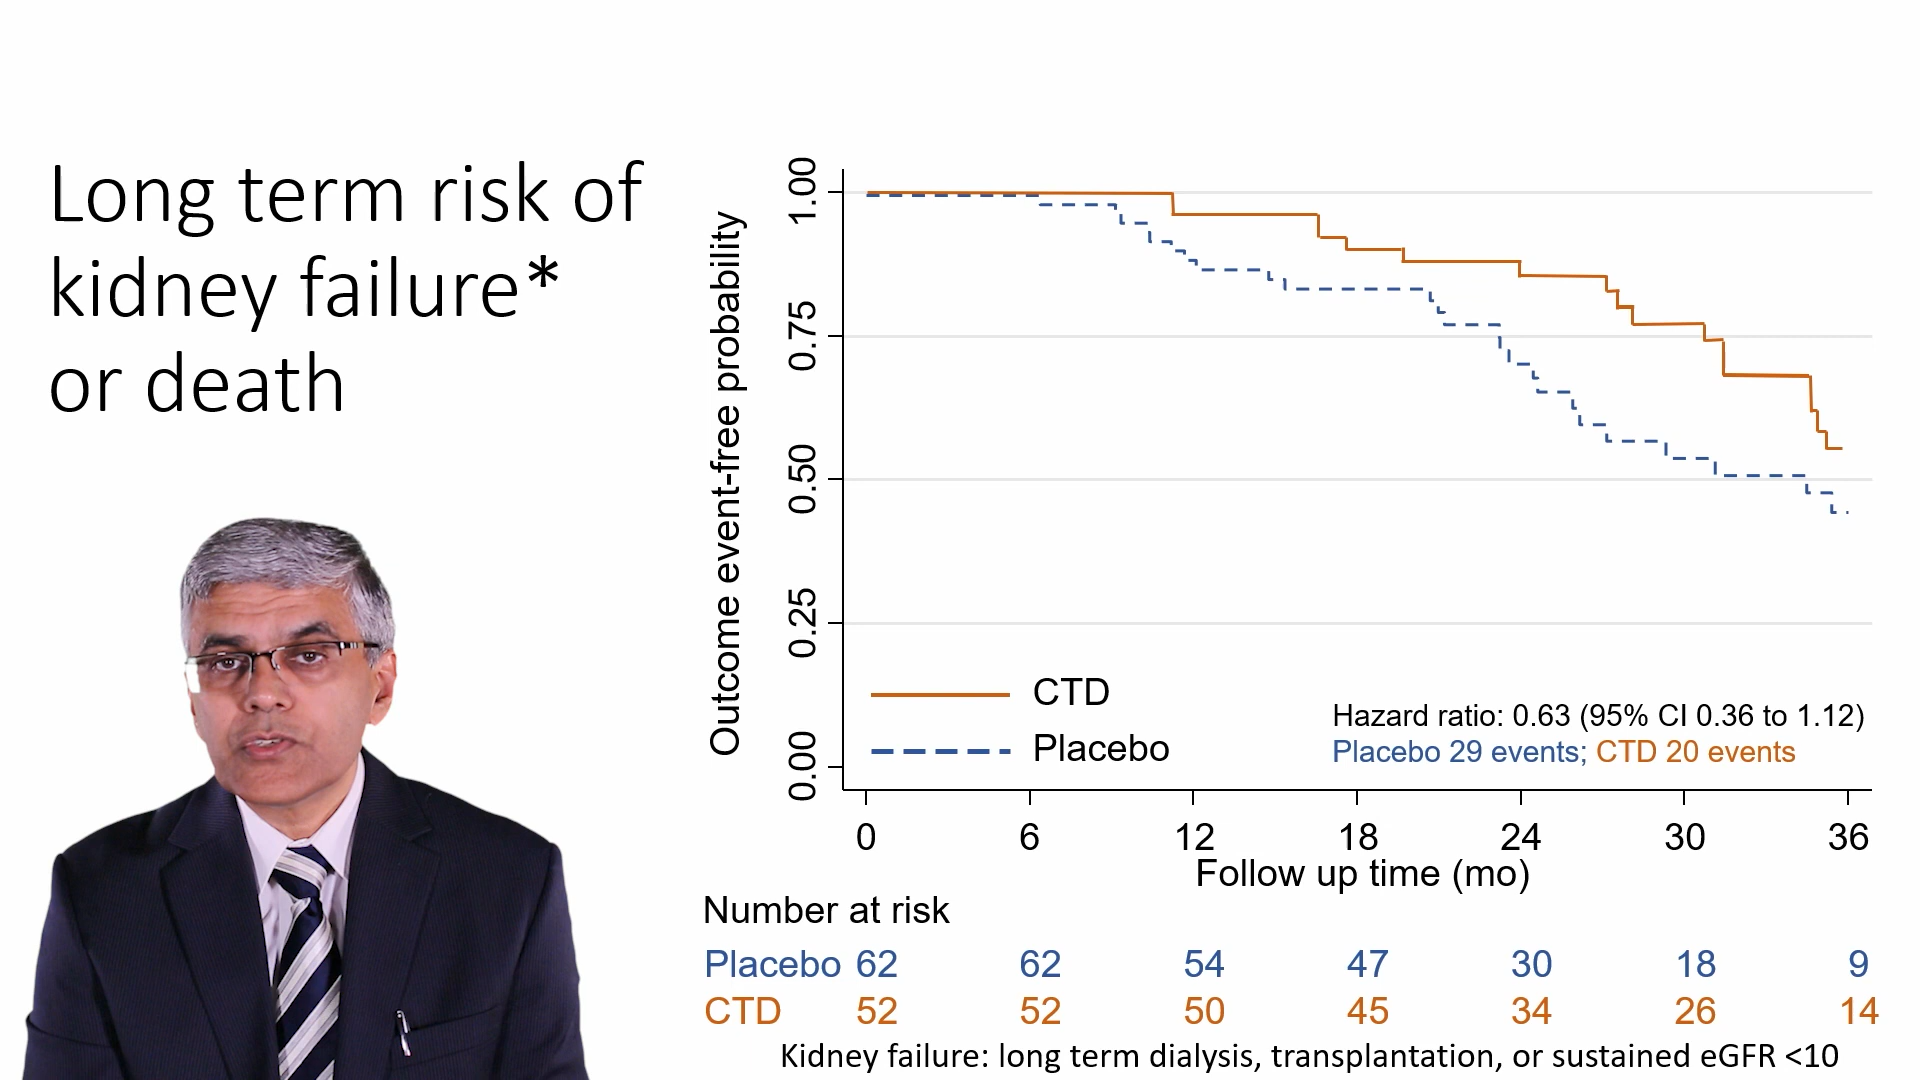 Long term risk of
kidney failure*
or death
Outcome event-free probability
1.00
0.75
0.50
0.25
0.00
CTD
Placebo
Hazard ratio: 0.63 (95% CI 0.36 to 1.12)
Placebo 29 events; CTD 20 events
0 6 12 18 24 30 36
Follow up time (mo)
Number at risk
Placebo 62 62 54 47 30 18 9
CTD 52 52 50 45 34 26 14
Kidney failure: long term dialysis, transplantation, or sustained eGFR <10